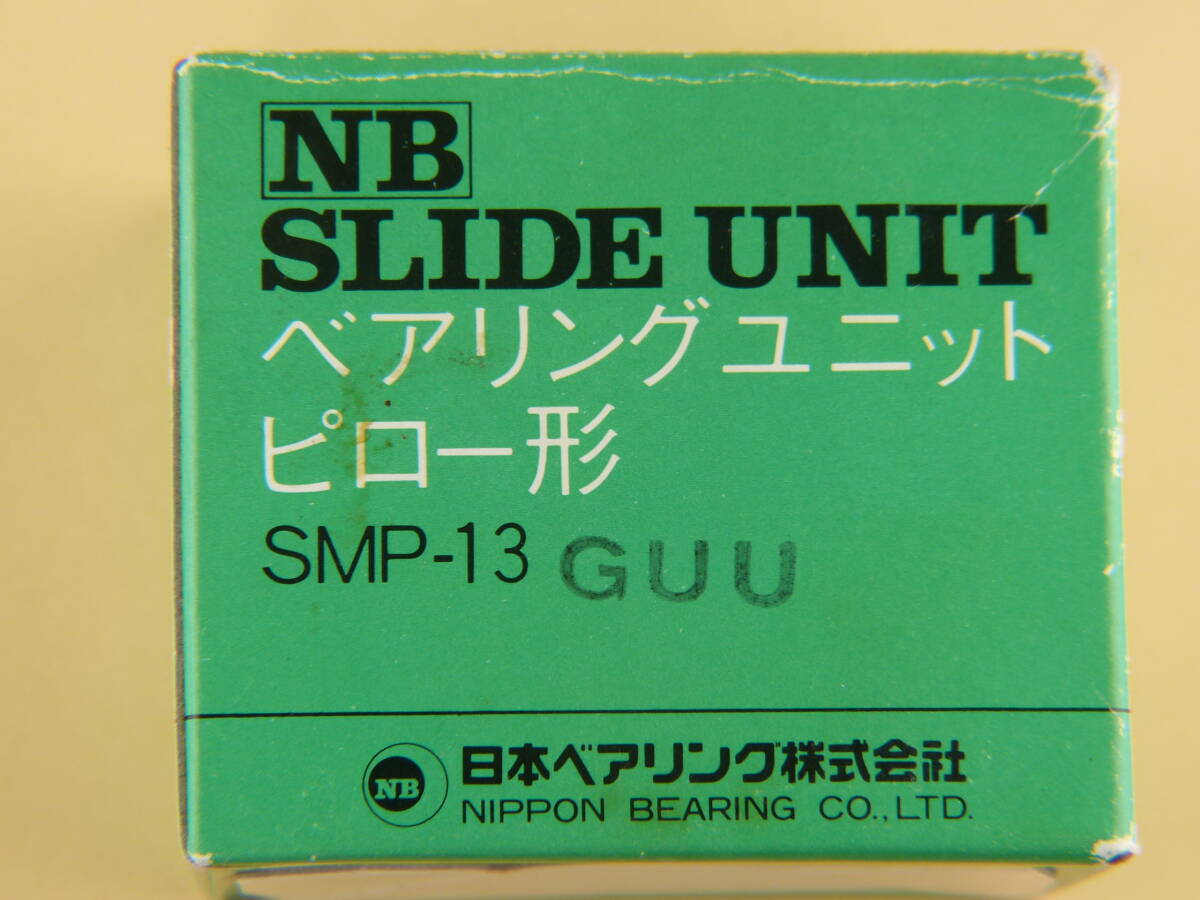 NB
SLIDE UNIT
ベアリングユニット
ピロー形
SMP-13 GUU
NB 日本ベアリング株式会社
NIPPON BEARING CO.,LTD.